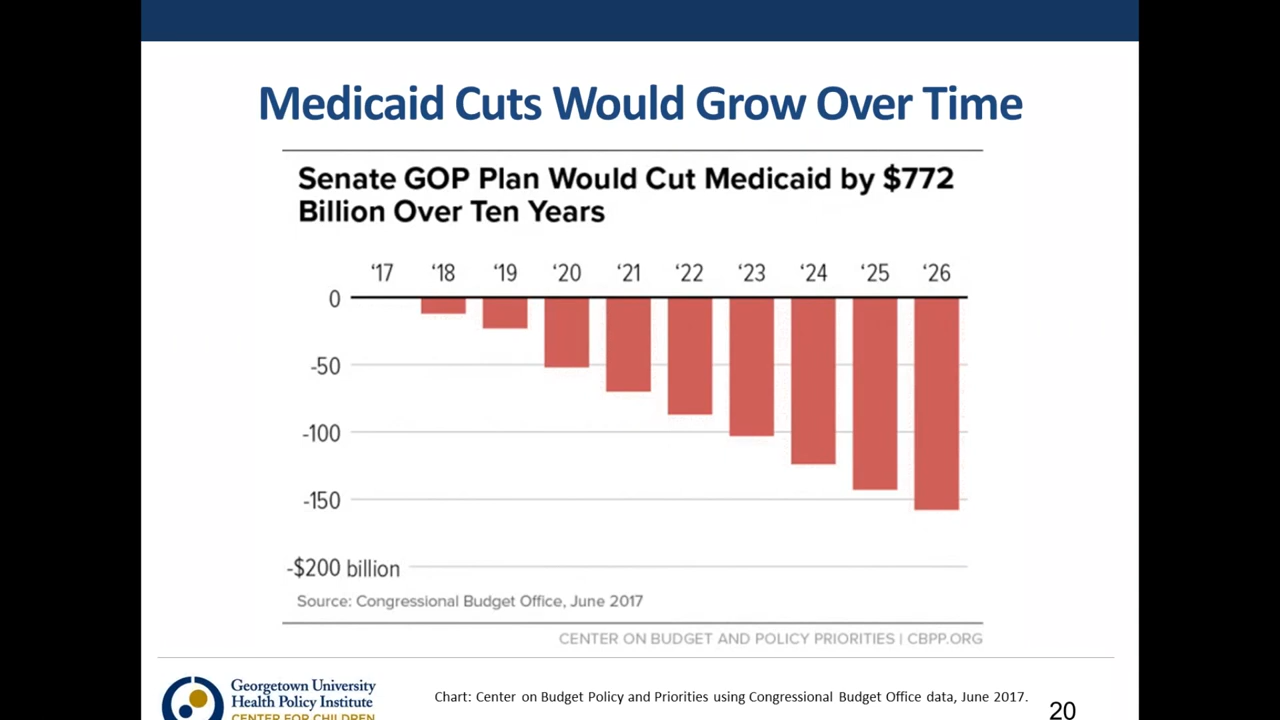 Medicaid Cuts Would Grow Over Time
Senate GOP Plan Would Cut Medicaid by $772
Billion Over Ten Years
‘17 ‘18 ‘19 ‘20 ‘21 ‘22 ‘23 ‘24 ‘25 ‘26
0
-50
-100
-150
-$200 billion
Source: Congressional Budget Office, June 2017
CENTER ON BUDGET AND POLICY PRIORITIES | CBPP.ORG
Georgetown University
Health Policy Institute
CENTER FOR CHILDREN
Chart: Center on Budget Policy and Priorities using Congressional Budget Office data, June 2017.
20